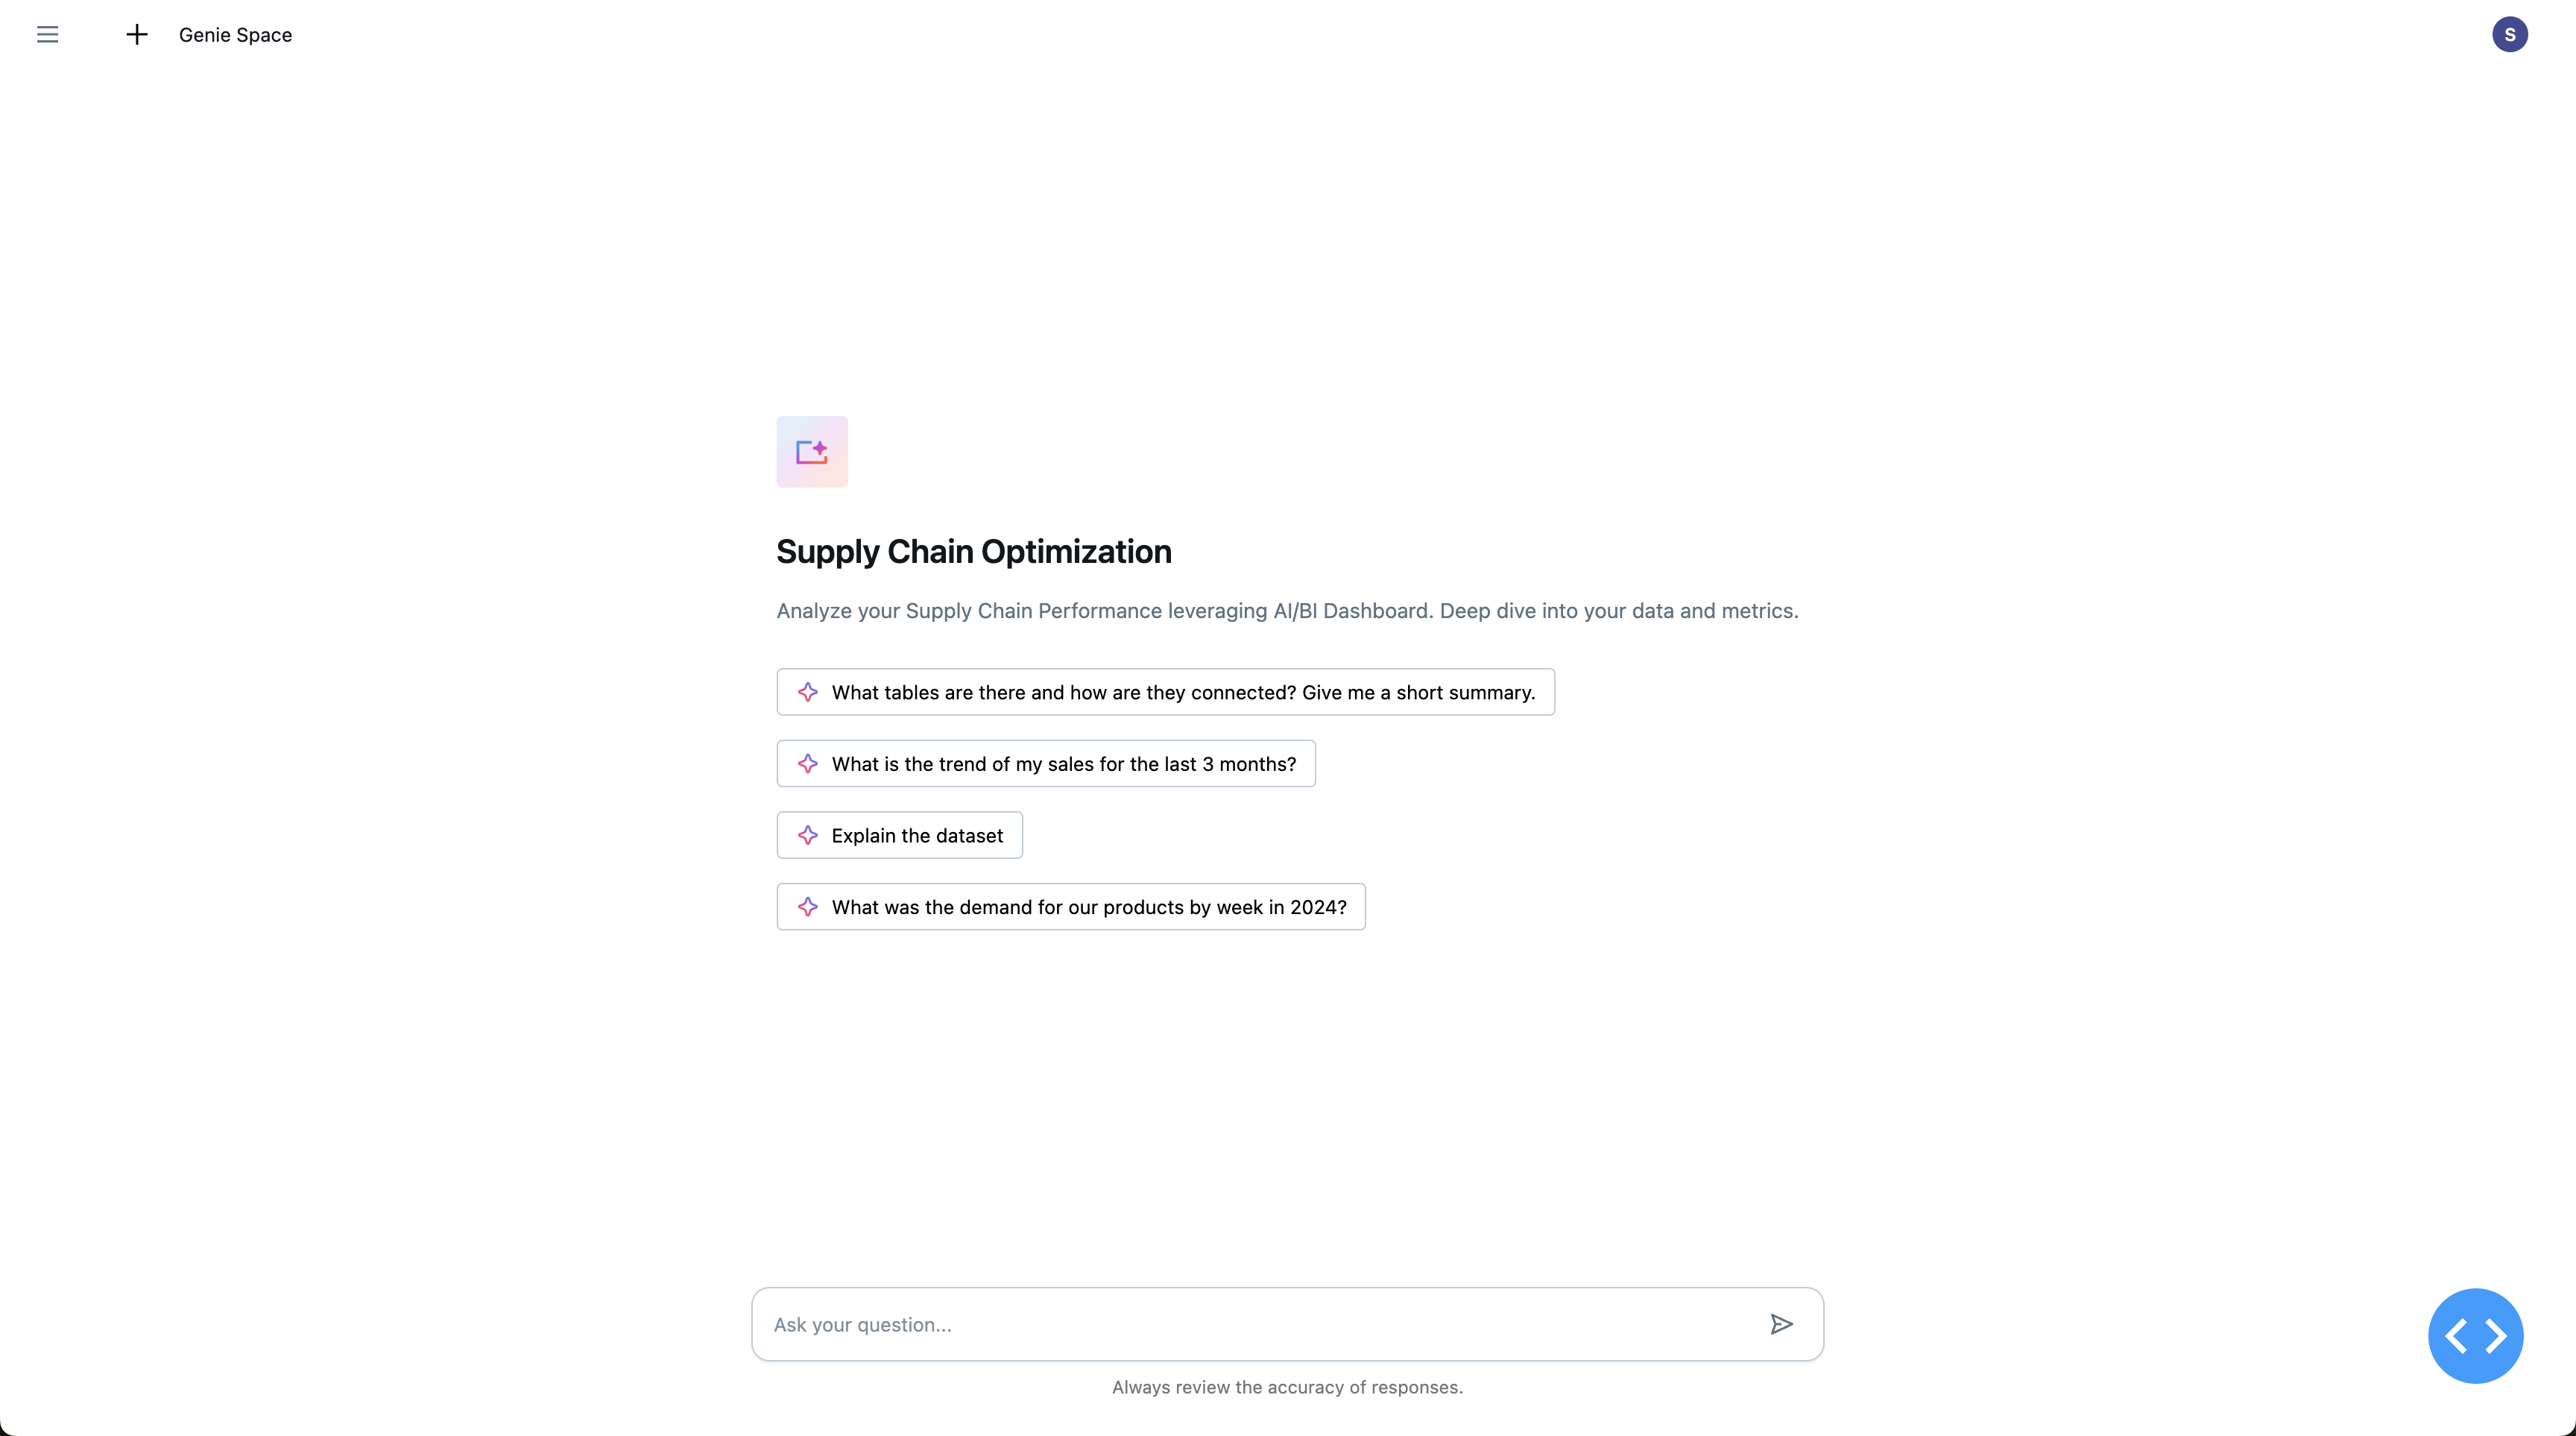 Genie Space
S
Supply Chain Optimization
Analyze your Supply Chain Performance leveraging AI/BI Dashboard. Deep dive into your data and metrics.
What tables are there and how are they connected? Give me a short summary.
What is the trend of my sales for the last 3 months?
Explain the dataset
What was the demand for our products by week in 2024?
Ask your question...
Always review the accuracy of responses.